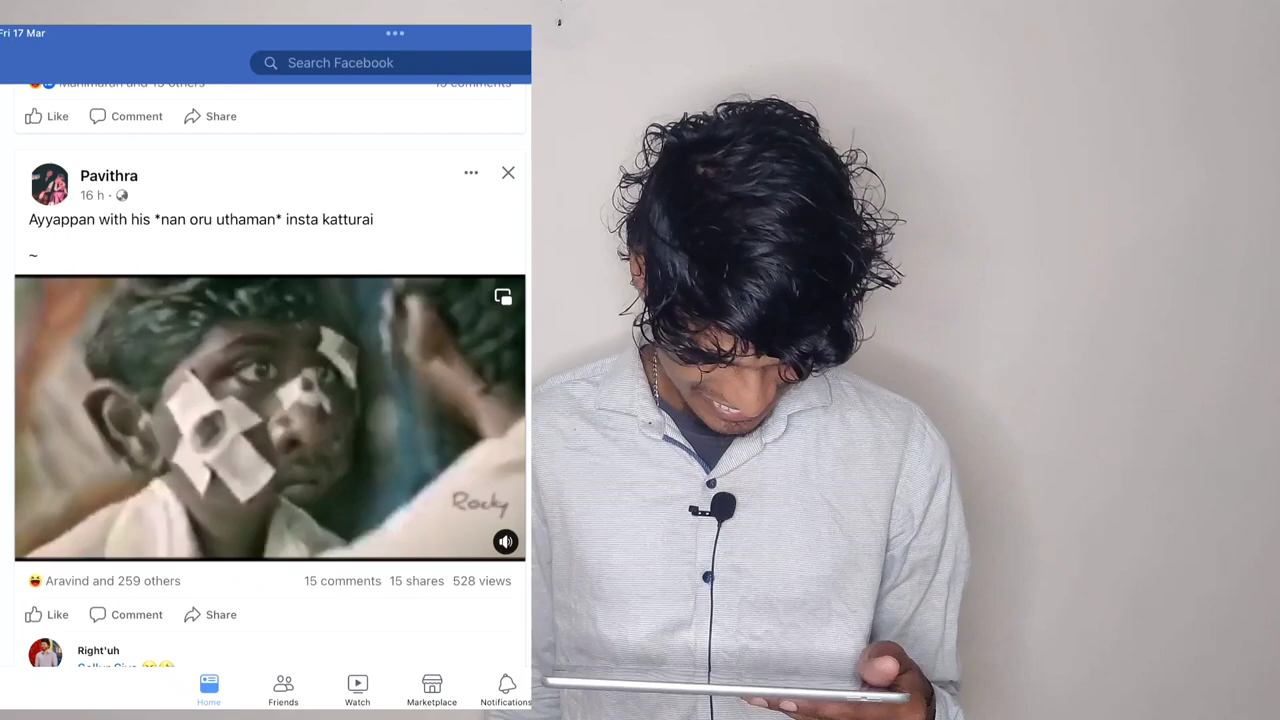 Fri 17 Mar
Search Facebook
Like Comment Share
Pavithra
16 h
Ayyappan with his *nan oru uthaman* insta katturai
~
Rocky
Aravind and 259 others 15 comments 15 shares 528 views
Like Comment Share
Right'uh
Home Friends Watch Marketplace Notifications